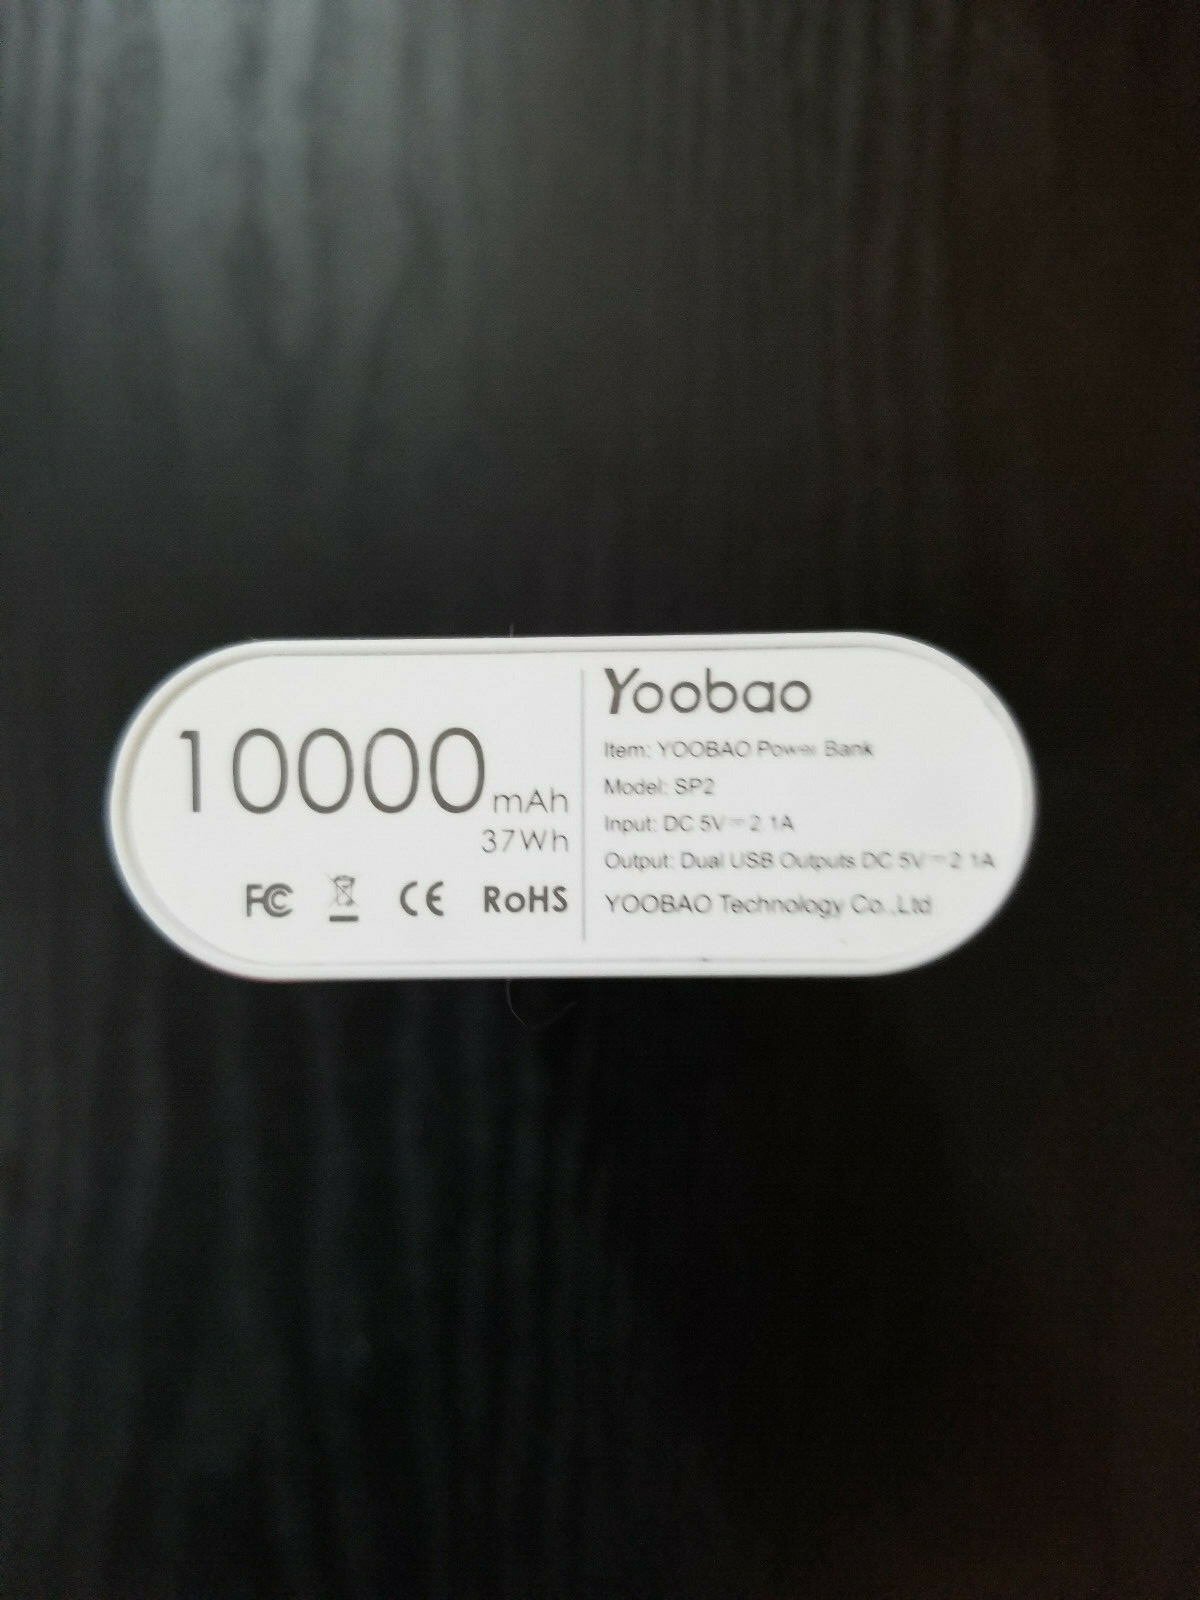 10000mAh
37Wh
FC CE RoHS
Yoobao
Item: YOOBAO Power Bank
Model: SP2
Input: DC 5V⎓2.1A
Output: Dual USB Outputs DC 5V⎓2.1A
YOOBAO Technology Co.,Ltd